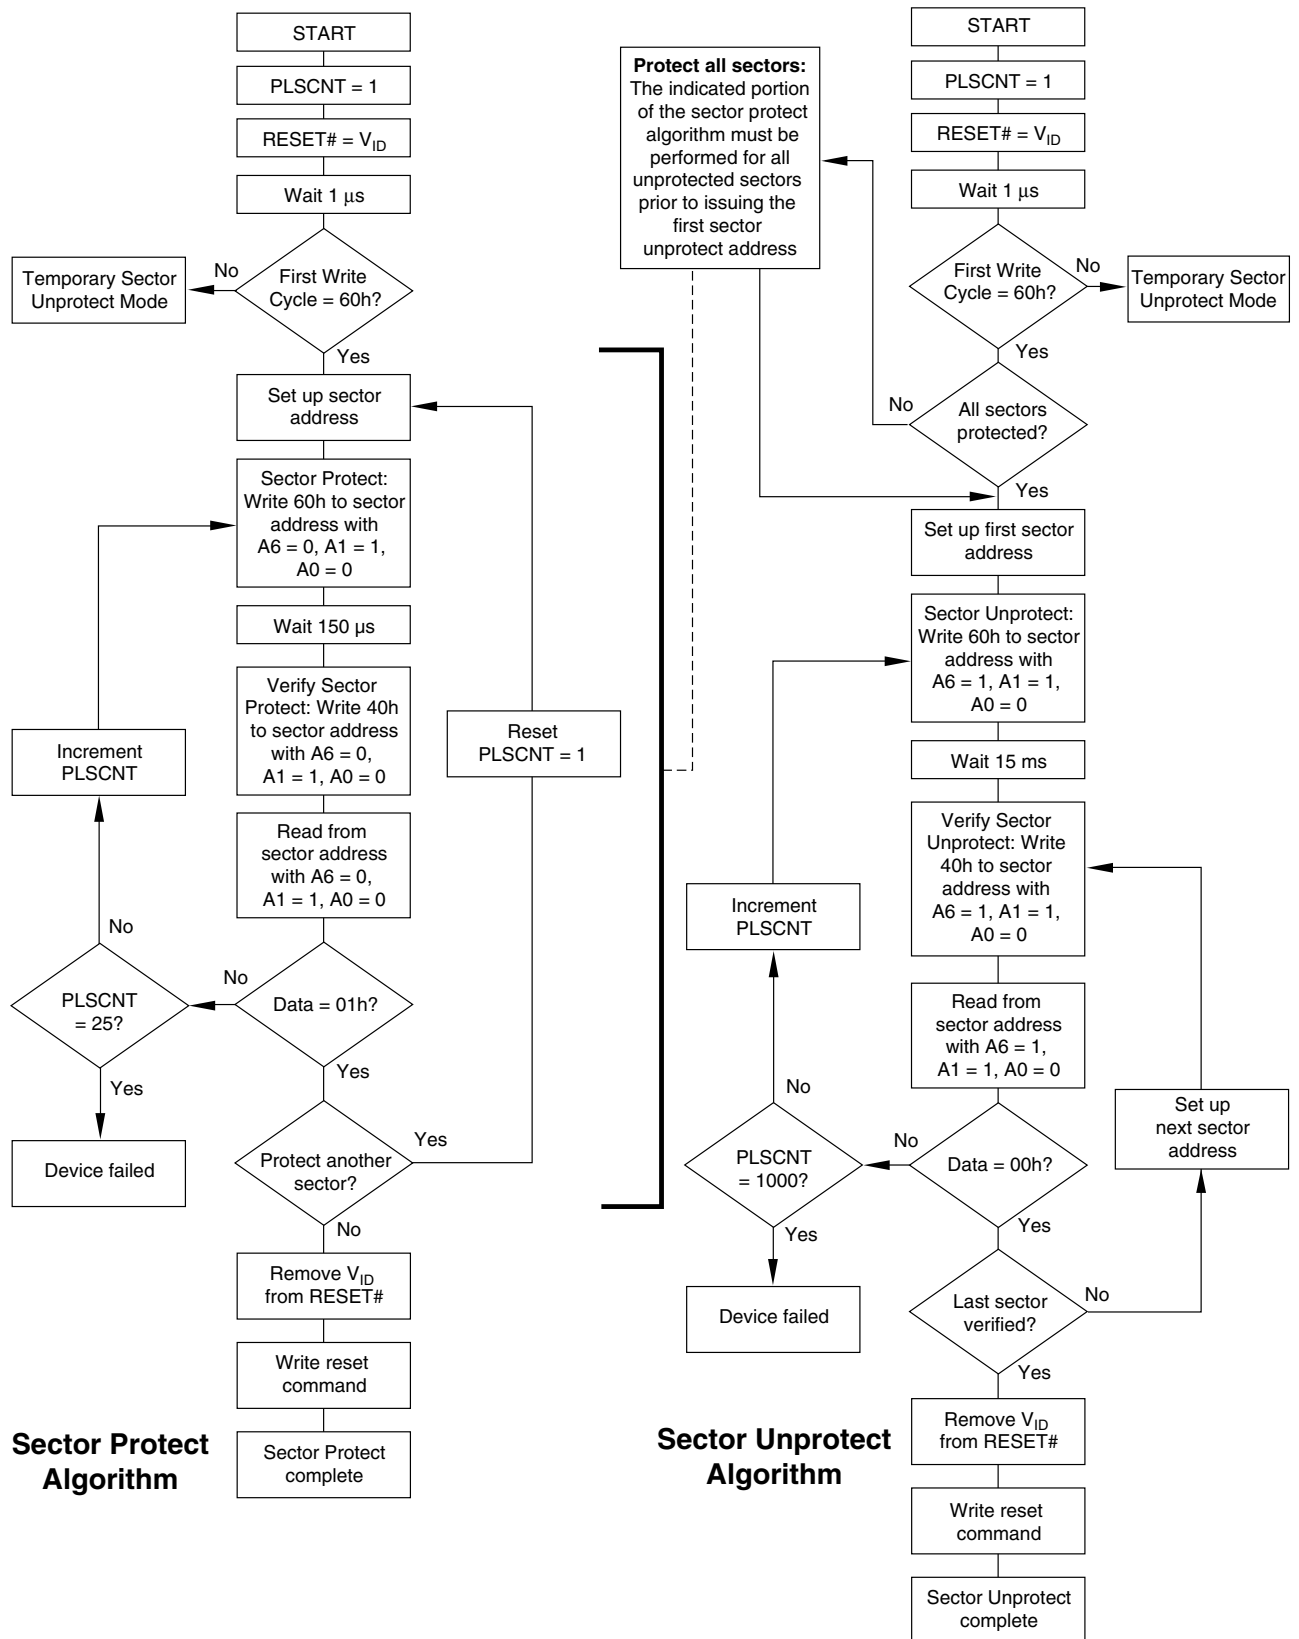 START
PLSCNT = 1
RESET# = VID
Wait 1 μs
First Write
Cycle = 60h?
No
Temporary Sector
Unprotect Mode
Yes
Set up sector
address
Sector Protect:
Write 60h to sector
address with
A6 = 0, A1 = 1,
A0 = 0
Wait 150 µs
Verify Sector
Protect: Write 40h
to sector address
with A6 = 0,
A1 = 1, A0 = 0
Increment
PLSCNT
Reset
PLSCNT = 1
Read from
sector address
with A6 = 0,
A1 = 1, A0 = 0
No
No
PLSCNT
= 25?
Data = 01h?
Yes
Yes
Device failed
Protect another
sector?
Yes
No
Remove VID
from RESET#
Write reset
command
Sector Protect
complete
Sector Protect
Algorithm
Protect all sectors:
The indicated portion
of the sector protect
algorithm must be
performed for all
unprotected sectors
prior to issuing the
first sector
unprotect address
START
PLSCNT = 1
RESET# = VID
Wait 1 μs
First Write
Cycle = 60h?
No
Temporary Sector
Unprotect Mode
Yes
No
All sectors
protected?
Yes
Set up first sector
address
Sector Unprotect:
Write 60h to sector
address with
A6 = 1, A1 = 1,
A0 = 0
Wait 15 ms
Verify Sector
Unprotect: Write
40h to sector
address with
A6 = 1, A1 = 1,
A0 = 0
Increment
PLSCNT
Read from
sector address
with A6 = 1,
A1 = 1, A0 = 0
No
No
PLSCNT
= 1000?
Data = 00h?
Set up
next sector
address
Yes
Yes
Device failed
Last sector
verified?
No
Yes
Remove VID
from RESET#
Write reset
command
Sector Unprotect
complete
Sector Unprotect
Algorithm